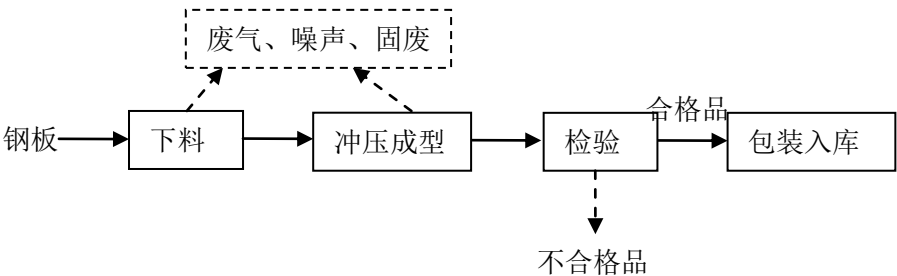 废气、噪声、固废
合格品
钢板
下料
冲压成型
检验
包装入库
不合格品